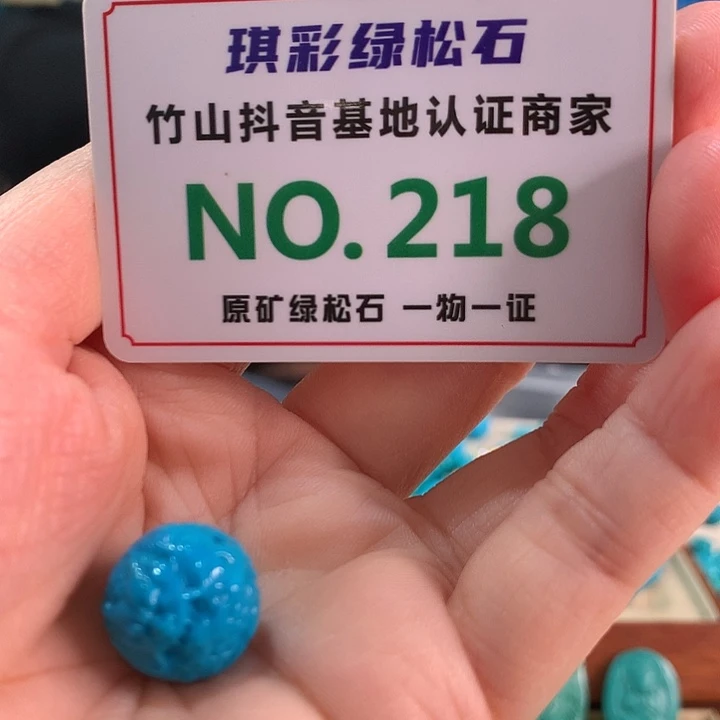 琪彩绿松石
竹山抖音基地认证商家
NO.218
原矿绿松石 一物一证